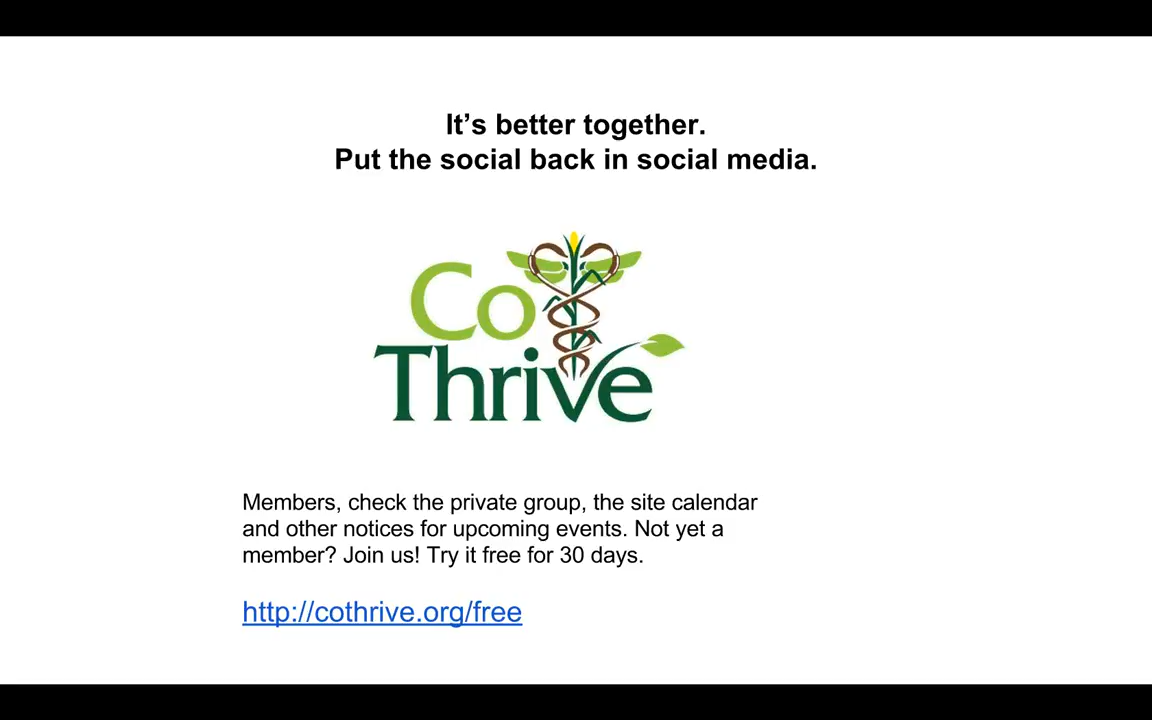 It’s better together.
Put the social back in social media.
Co
Thrive
Members, check the private group, the site calendar
and other notices for upcoming events. Not yet a
member? Join us! Try it free for 30 days.
http://cothrive.org/free